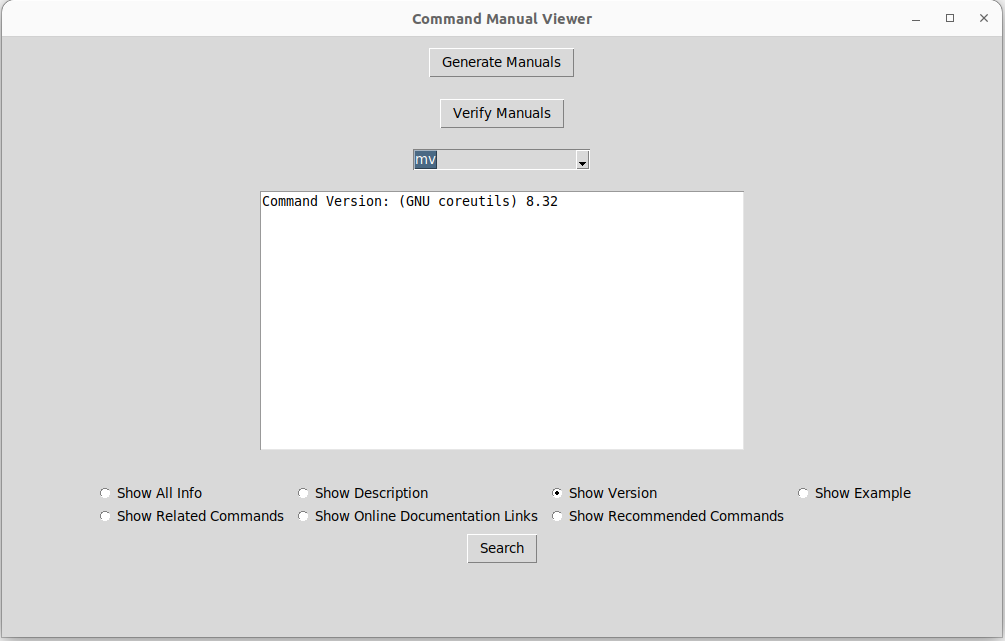 Command Manual Viewer
Generate Manuals
Verify Manuals
mv
Command Version: (GNU coreutils) 8.32
Show All Info Show Description Show Version Show Example
Show Related Commands Show Online Documentation Links Show Recommended Commands
Search